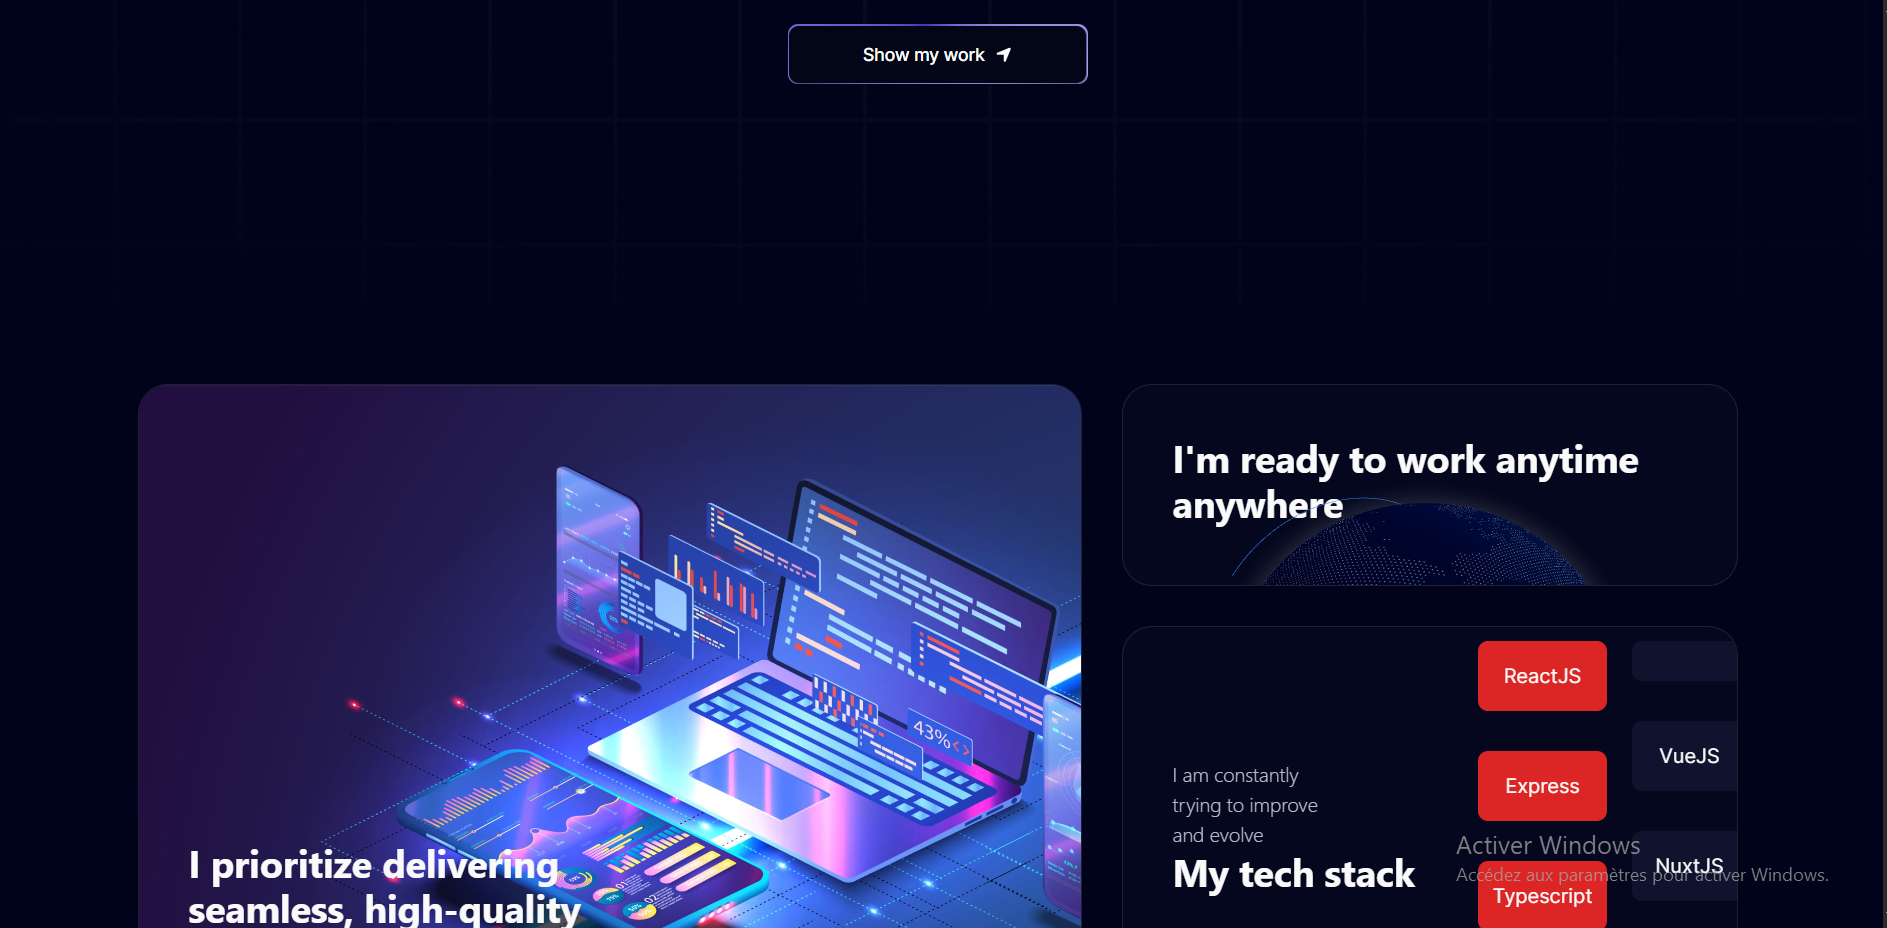 Show my work
I'm ready to work anytime
anywhere
43%<>
I prioritize delivering
seamless, high-quality
I am constantly
trying to improve
and evolve
My tech stack
ReactJS
Express
Typescript
VueJS
NuxtJS
Activer Windows
Accédez aux paramètres pour activer Windows.